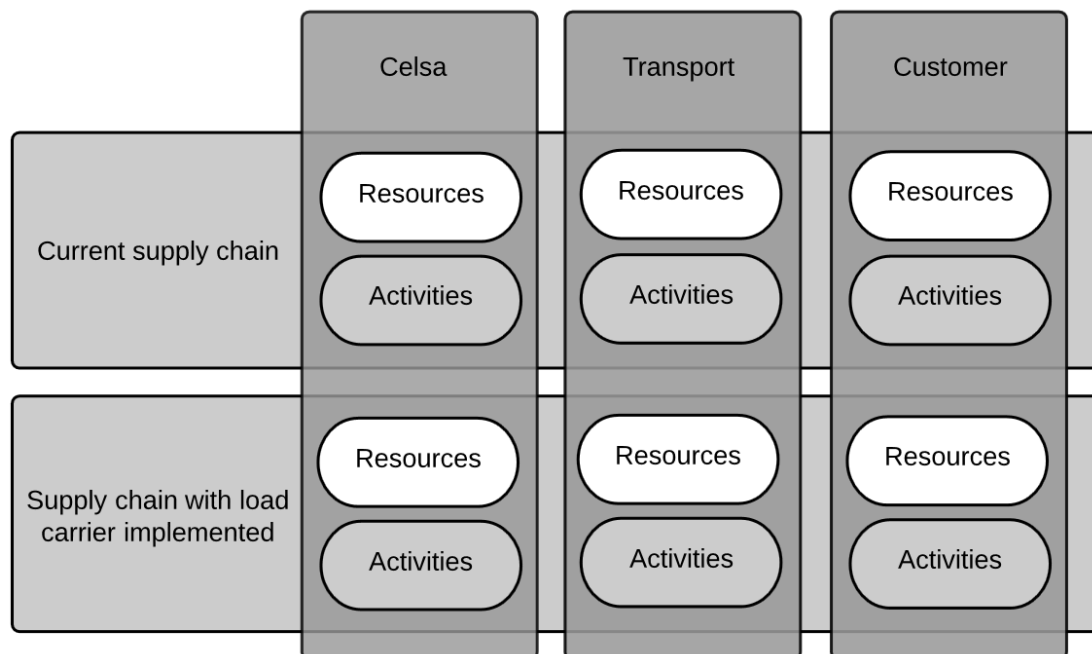 Celsa
Transport
Customer
Current supply chain
Resources
Resources
Resources
Activities
Activities
Activities
Supply chain with load
carrier implemented
Resources
Resources
Resources
Activities
Activities
Activities